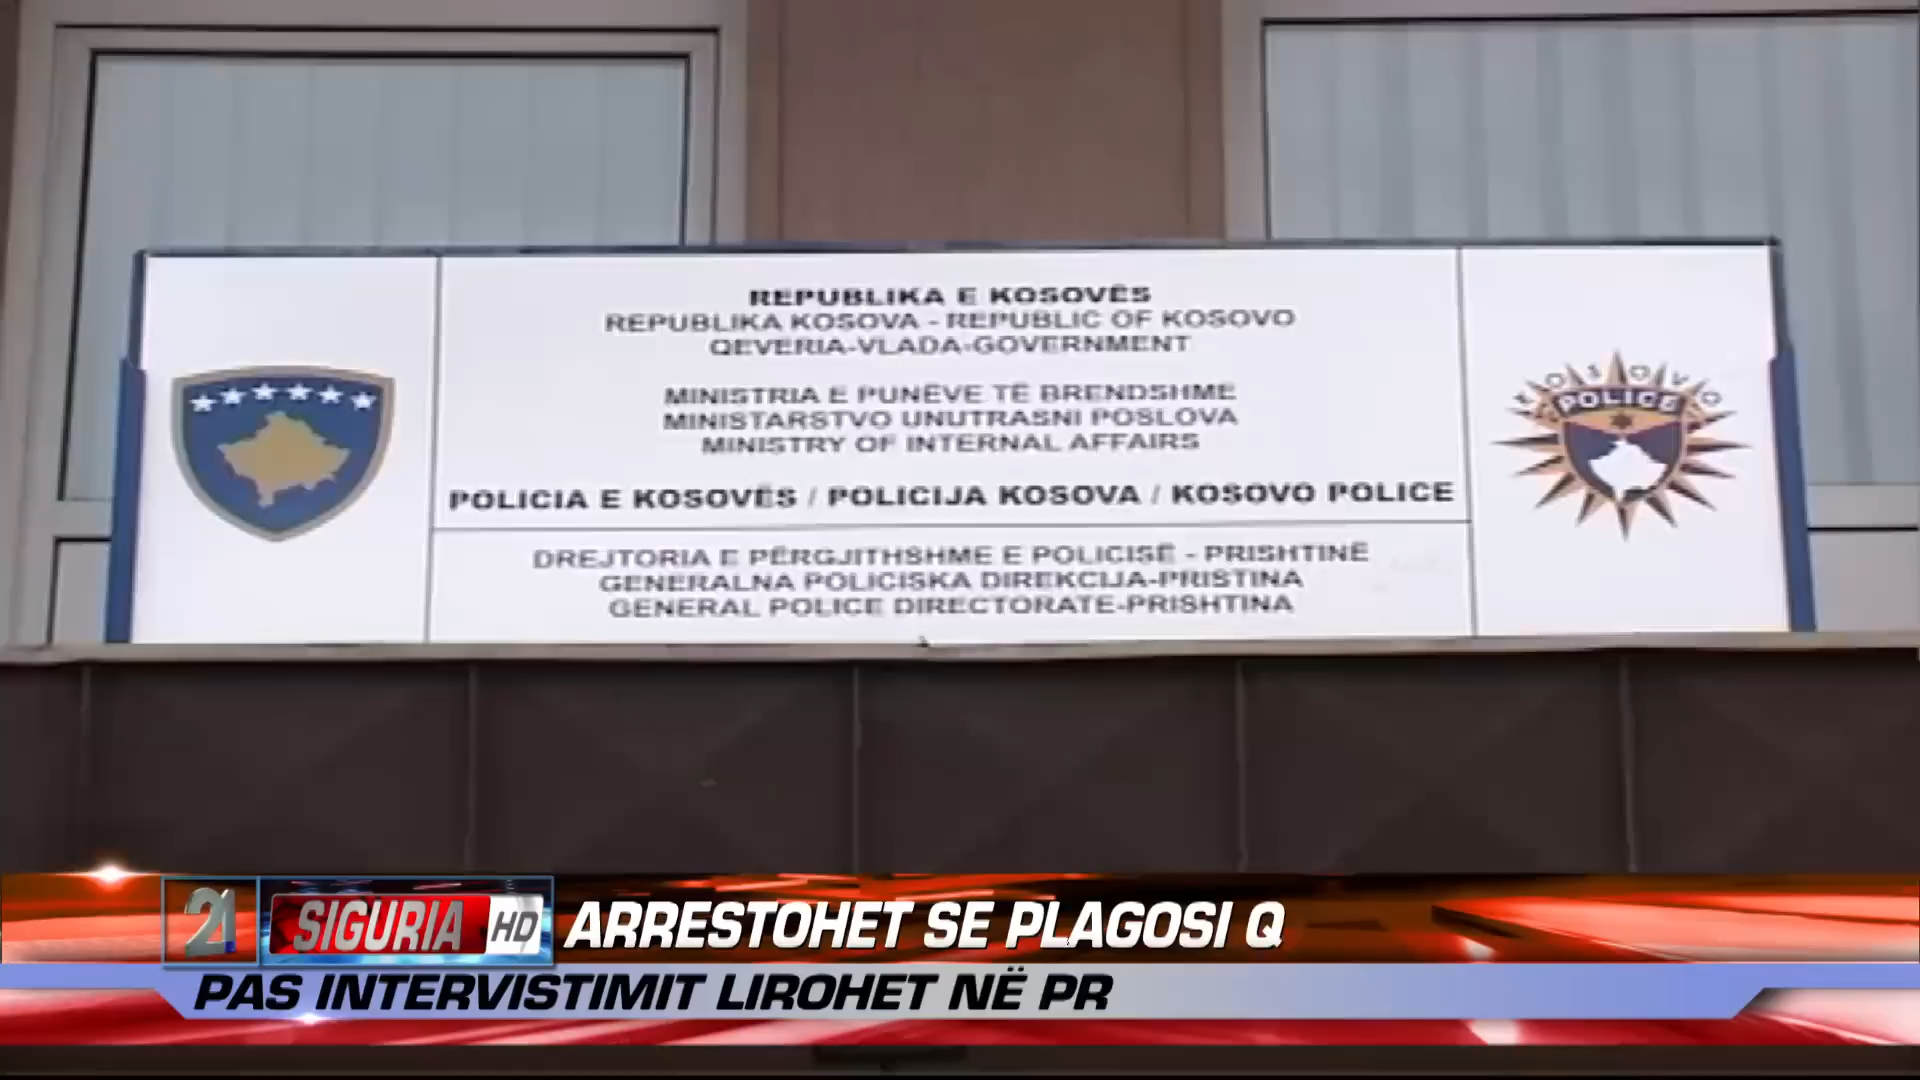 REPUBLIKA E KOSOVËS
REPUBLIKA KOSOVA - REPUBLIC OF KOSOVO
QEVERIA-VLADA-GOVERNMENT
MINISTRIA E PUNËVE TË BRENDSHME
MINISTARSTVO UNUTRASNI POSLOVA
MINISTRY OF INTERNAL AFFAIRS
POLICIA E KOSOVËS / POLICIJA KOSOVA / KOSOVO POLICE
DREJTORIA E PËRGJITHSHME E POLICISË - PRISHTINË
GENERALNA POLICISKA DIREKCIJA-PRISTINA
GENERAL POLICE DIRECTORATE-PRISHTINA
KOSOVO
POLICE
21 SIGURIA HD ARRESTOHET SE PLAGOSI Q
PAS INTERVISTIMIT LIROHET NË PR